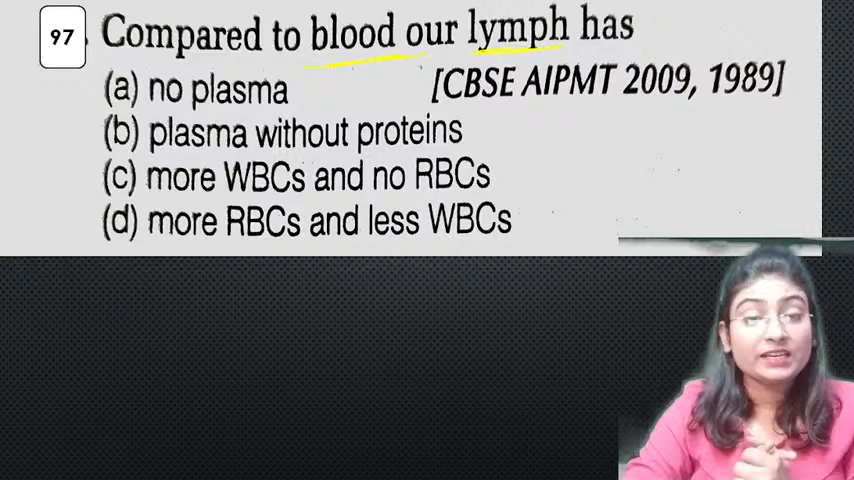 97. Compared to blood our lymph has
(a) no plasma [CBSE AIPMT 2009, 1989]
(b) plasma without proteins
(c) more WBCs and no RBCs
(d) more RBCs and less WBCs